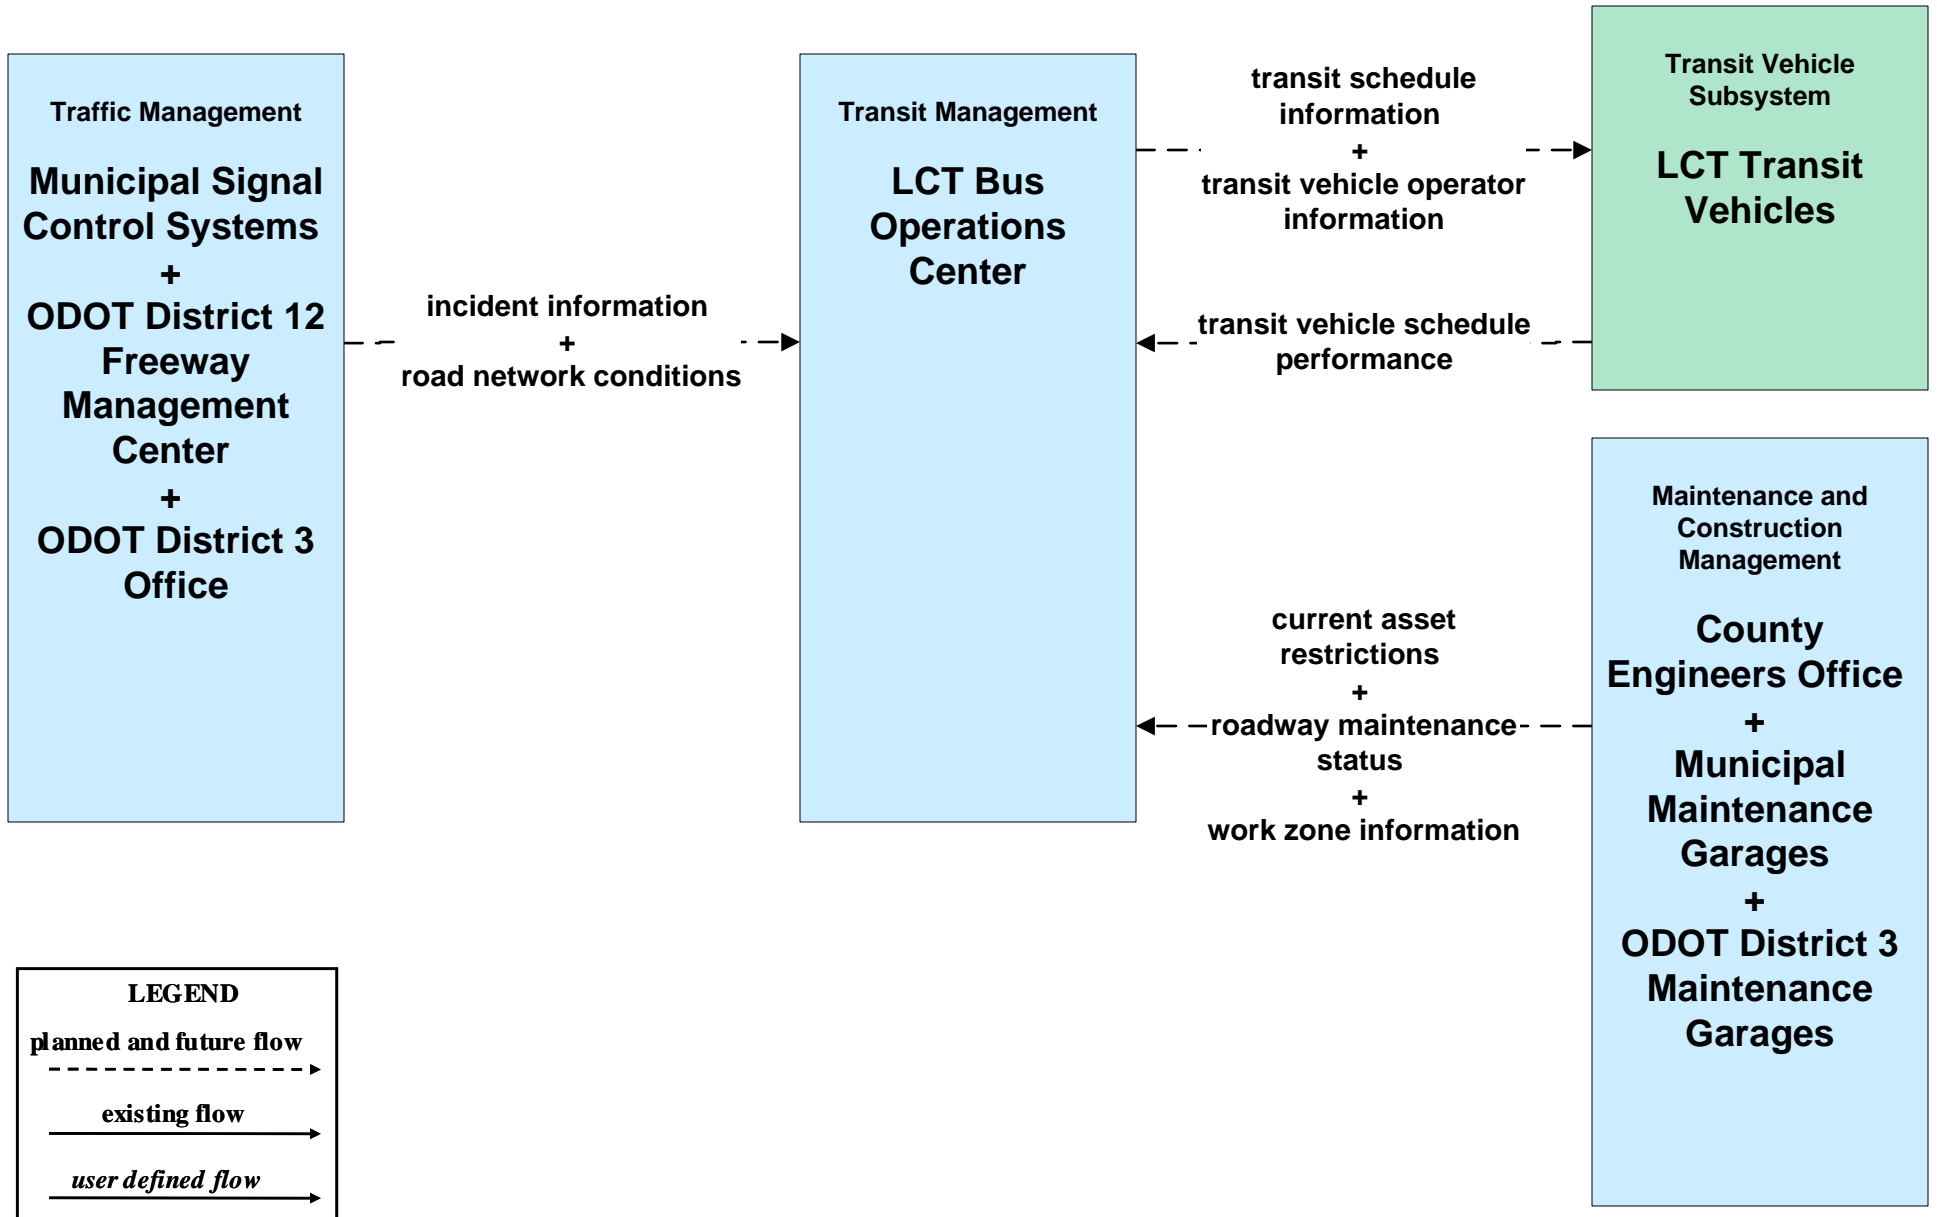 Traffic Management
Municipal Signal
Control Systems
+
ODOT District 12
Freeway
Management
Center
+
ODOT District 3
Office
incident information
+
road network conditions
Transit Management
LCT Bus
Operations
Center
transit schedule
information
+
transit vehicle operator
information
transit vehicle schedule
performance
Transit Vehicle
Subsystem
LCT Transit
Vehicles
current asset
restrictions
+
roadway maintenance
status
+
work zone information
Maintenance and
Construction
Management
County
Engineers Office
+
Municipal
Maintenance
Garages
+
ODOT District 3
Maintenance
Garages
LEGEND
planned and future flow
existing flow
user defined flow